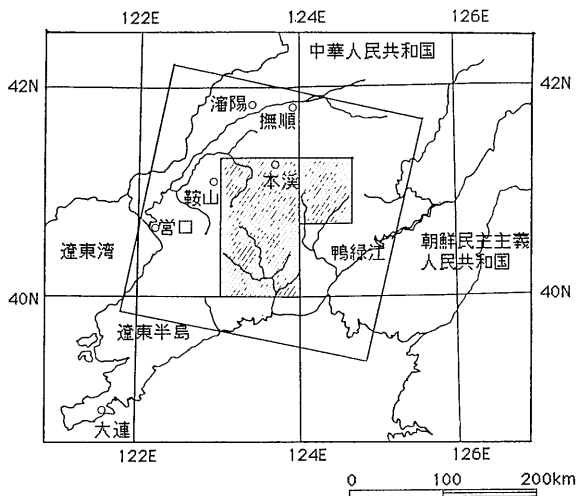 122E 124E 126E
中華人民共和国
42N 42N
瀋陽
撫順
本渓
鞍山
営口
遼東湾
鴨緑江
朝鮮民主主義
人民共和国
40N 40N
遼東半島
大連
122E 124E 126E
0 100 200km